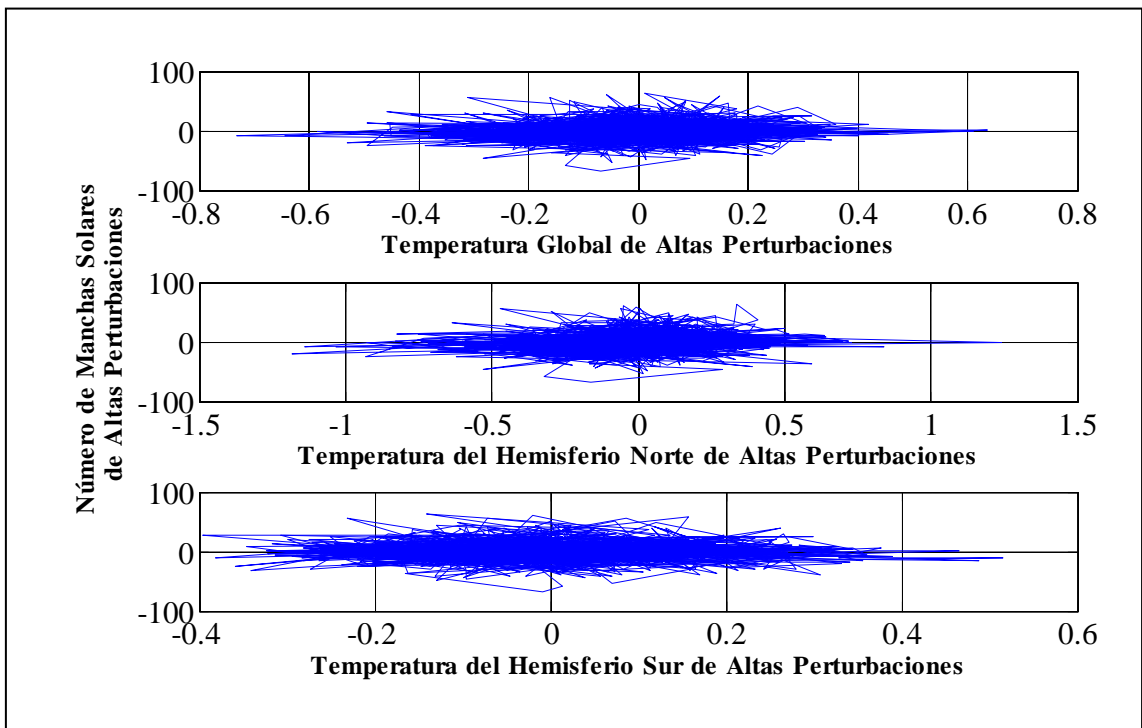 Número de Manchas Solares
de Altas Perturbaciones
100
0
-100
-0.8 -0.6 -0.4 -0.2 0 0.2 0.4 0.6 0.8
Temperatura Global de Altas Perturbaciones
100
0
-100
-1.5 -1 -0.5 0 0.5 1 1.5
Temperatura del Hemisferio Norte de Altas Perturbaciones
100
0
-100
-0.4 -0.2 0 0.2 0.4 0.6
Temperatura del Hemisferio Sur de Altas Perturbaciones